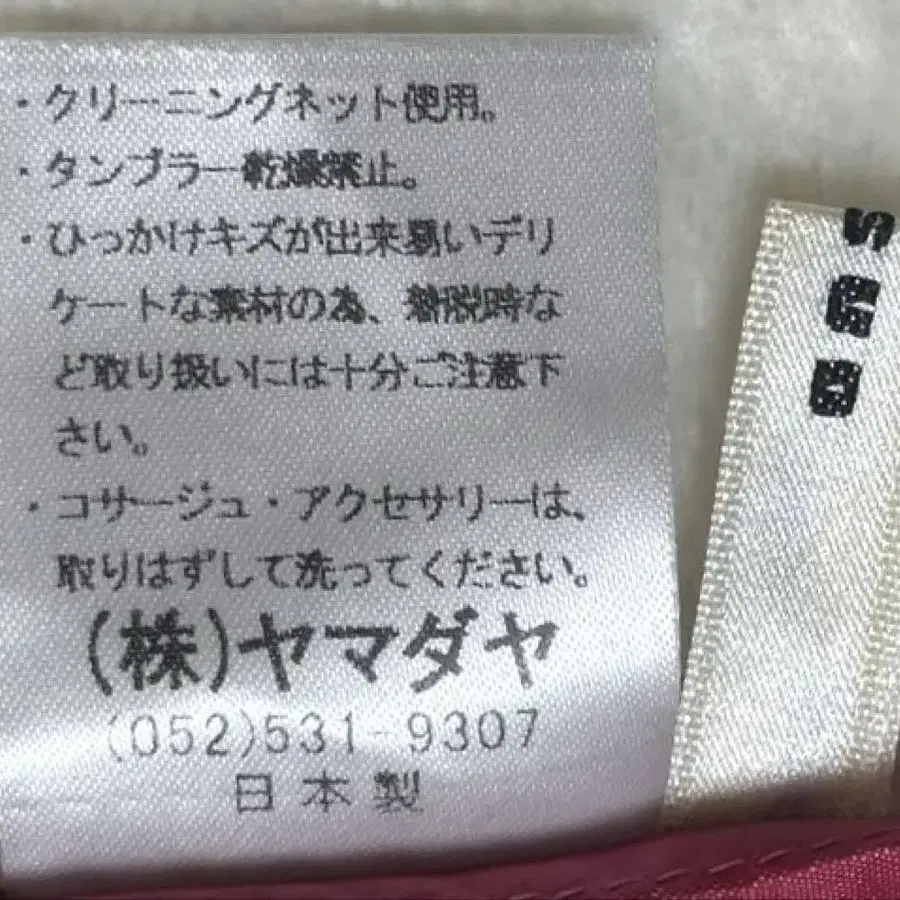 ・クリーニングネット使用。
・タンブラー乾燥禁止。
・ひっかけキズが出来易いデリ
ケートな素材の為、着脱時な
ど取り扱いには十分ご注意下
さい。
・コサージュ・アクセサリーは、
取りはずして洗ってください。
(株)ヤマダヤ
(052)531-9307
日本製